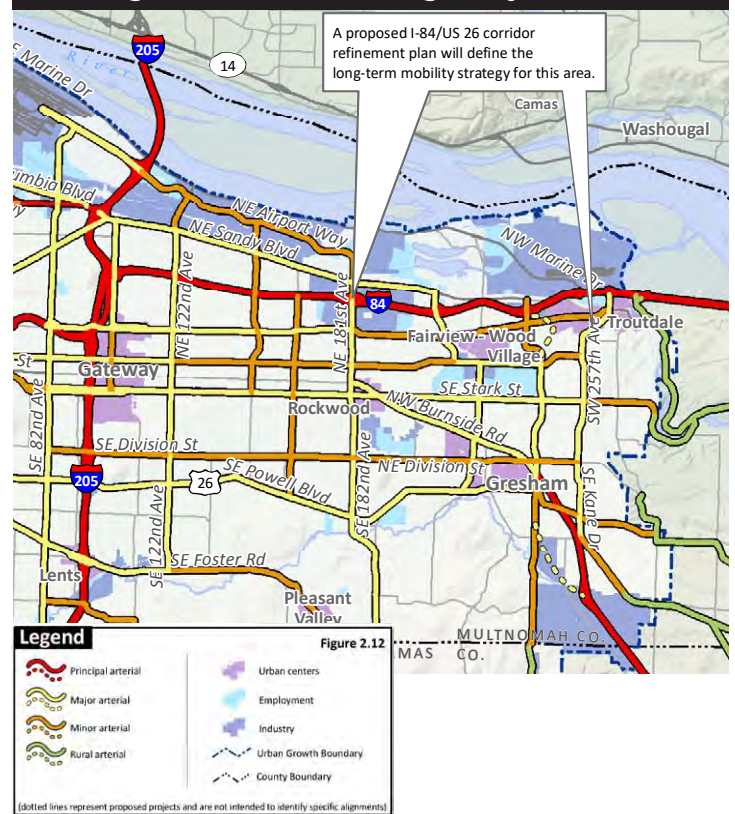 A proposed I-84/US 26 corridor
refinement plan will define the
long-term mobility strategy for this area.
205
14
River
E Marine Dr
Camas
Washougal
umbia Blvd
NE Airport Way
NE Sandy Blvd
NW Marine Dr
NE 122nd Ave
NE 181st Ave
84
Fairview - Wood
Village
Troutdale
St
Gateway
SE Stark St
SW 257th Ave
Rockwood
NW Burnside Rd
SE 82nd Ave
SE Division St
NE Division St
205
26
SE Powell Blvd
SE 182nd Ave
Gresham
SE Kane Dr
SE 122nd Ave
SE Foster Rd
Lents
Pleasant
Valley
MULTNOMAH CO.
MAS CO.
Legend
Figure 2.12
Principal arterial
Major arterial
Minor arterial
Rural arterial
Urban centers
Employment
Industry
Urban Growth Boundary
County Boundary
(dotted lines represent proposed projects and are not intended to identify specific alignments)